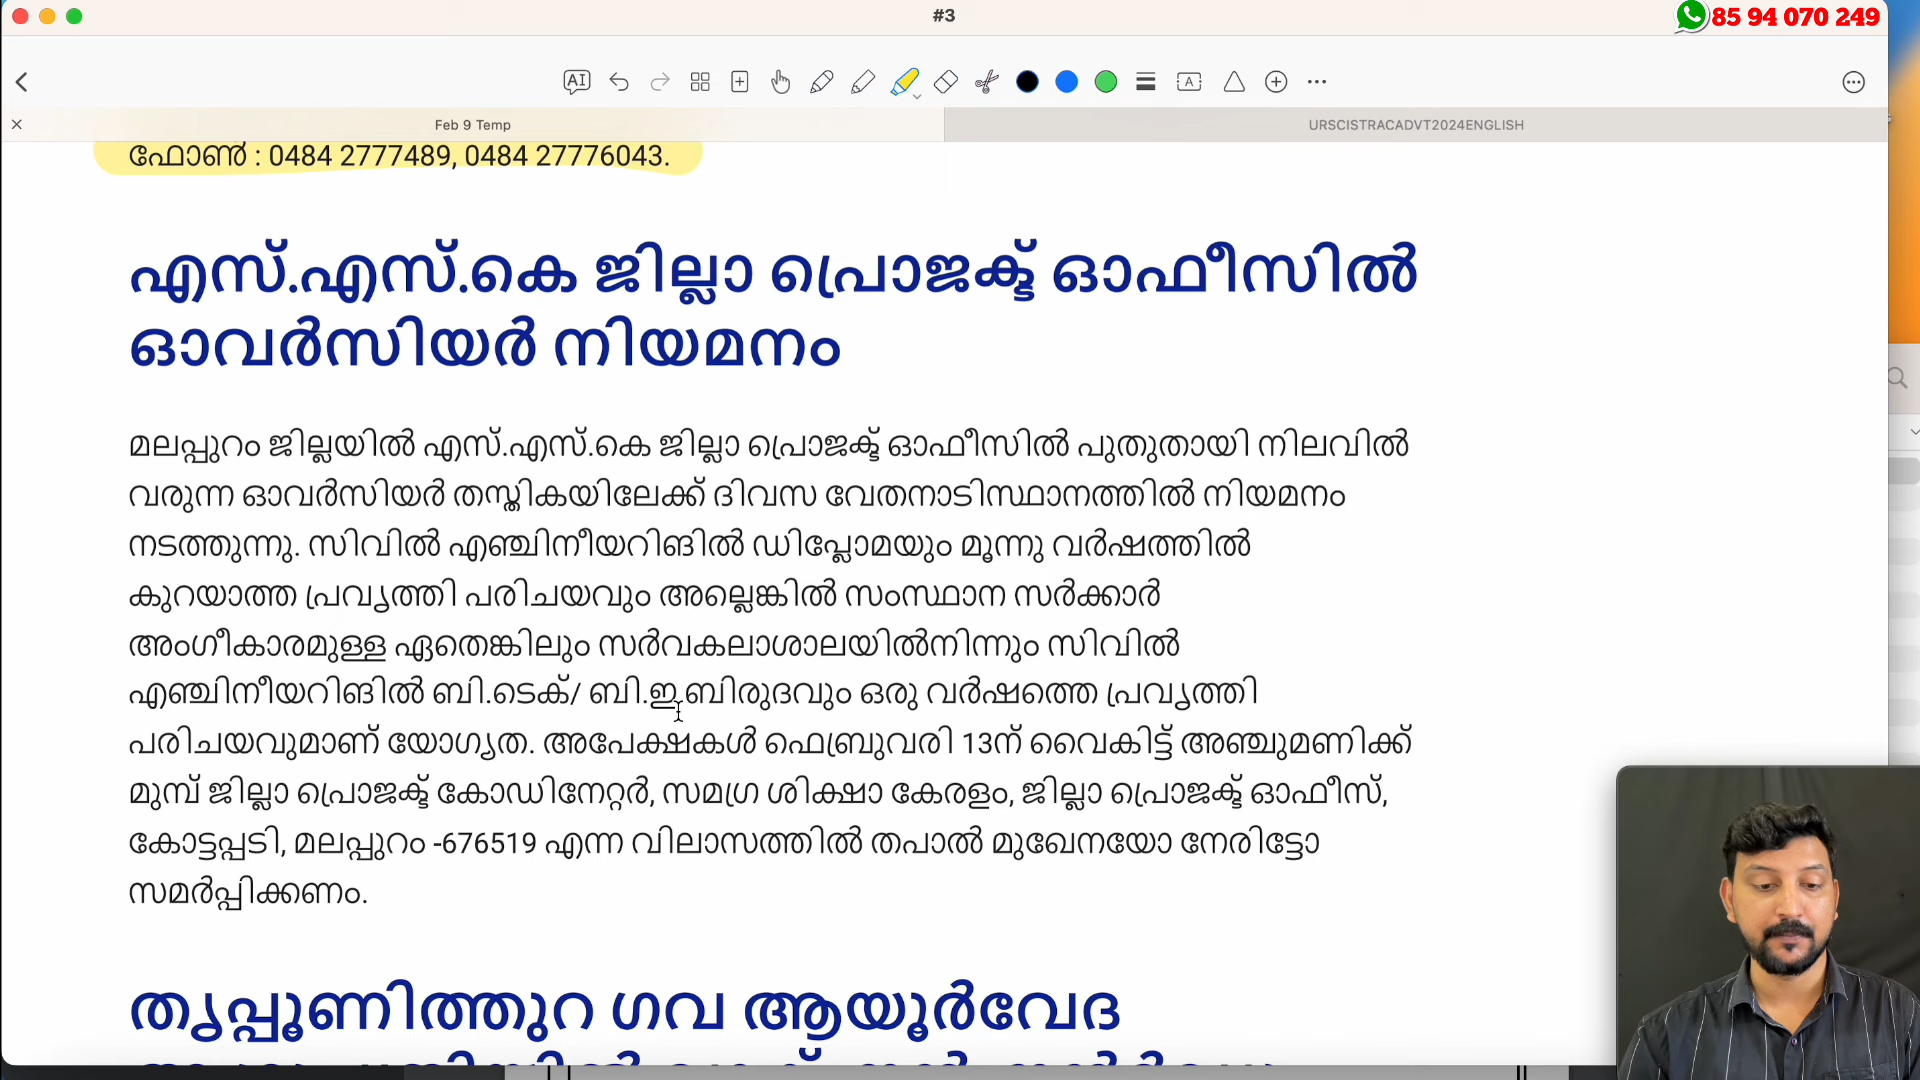 #3
85 94 070 249
AI
A
Feb 9 Temp
URSCISTRACADVT2024ENGLISH
ഫോൺ : 0484 2777489, 0484 27776043.
എസ്.എസ്.കെ ജില്ലാ പ്രൊജക്ട് ഓഫീസിൽ
ഓവർസിയർ നിയമനം
മലപ്പുറം ജില്ലയിൽ എസ്.എസ്.കെ ജില്ലാ പ്രൊജക്ട് ഓഫീസിൽ പുതുതായി നിലവിൽ
വരുന്ന ഓവർസിയർ തസ്തികയിലേക്ക് ദിവസ വേതനാടിസ്ഥാനത്തിൽ നിയമനം
നടത്തുന്നു. സിവിൽ എഞ്ചിനീയറിങിൽ ഡിപ്ലോമയും മൂന്നു വർഷത്തിൽ
കുറയാത്ത പ്രവൃത്തി പരിചയവും അല്ലെങ്കിൽ സംസ്ഥാന സർക്കാർ
അംഗീകാരമുള്ള ഏതെങ്കിലും സർവകലാശാലയിൽനിന്നും സിവിൽ
എഞ്ചിനീയറിങിൽ ബി.ടെക്/ ബി.ഇ.ബിരുദവും ഒരു വർഷത്തെ പ്രവൃത്തി
പരിചയവുമാണ് യോഗ്യത. അപേക്ഷകൾ ഫെബ്രുവരി 13ന് വൈകിട്ട് അഞ്ചുമണിക്ക്
മുമ്പ് ജില്ലാ പ്രൊജക്ട് കോഡിനേറ്റർ, സമഗ്ര ശിക്ഷാ കേരളം, ജില്ലാ പ്രൊജക്ട് ഓഫീസ്,
കോട്ടപ്പടി, മലപ്പുറം -676519 എന്ന വിലാസത്തിൽ തപാൽ മുഖേനയോ നേരിട്ടോ
സമർപ്പിക്കണം.
തൃപ്പൂണിത്തുറ ഗവ ആയൂർവേദ